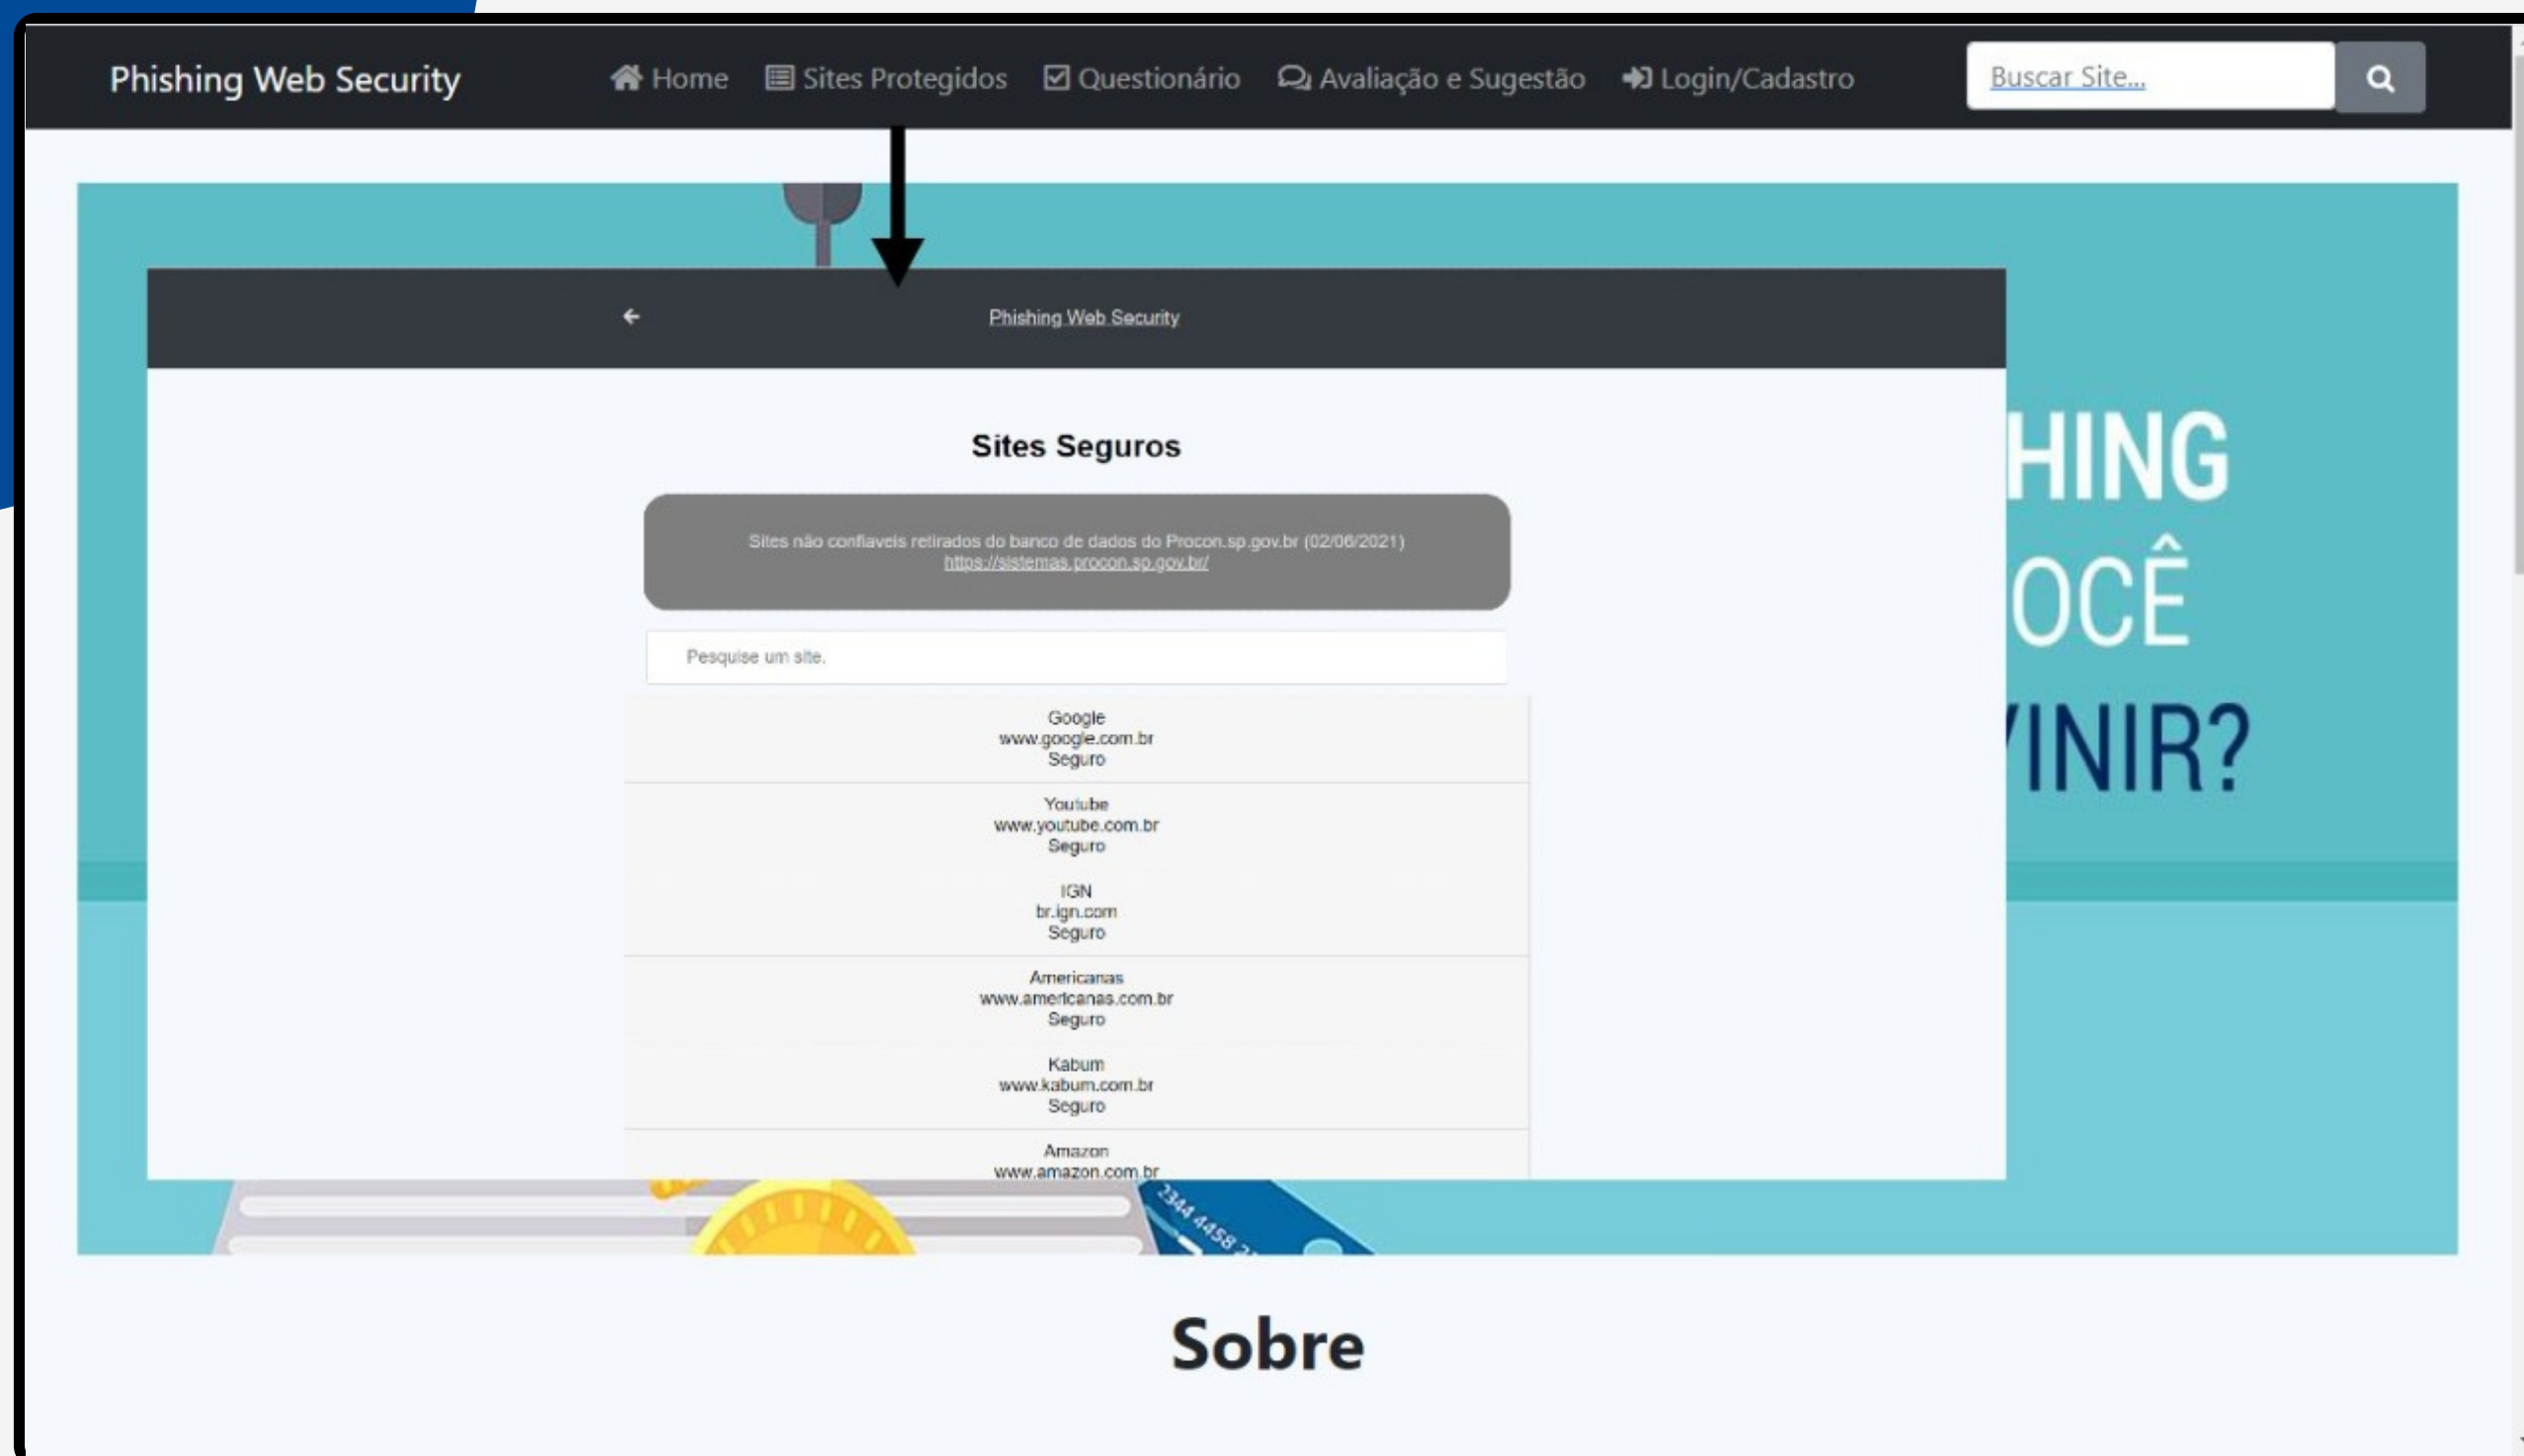 Phishing Web Security
Home
Sites Protegidos
Questionário
Avaliação e Sugestão
Login/Cadastro
Buscar Site...
Phishing Web Security
Sites Seguros
Sites não confiaveis retirados do banco de dados do Procon.sp.gov.br (02/06/2021)
https://sistemas.procon.sp.gov.br/
Pesquise um site.
Google
www.google.com.br
Seguro
Youtube
www.youtube.com.br
Seguro
IGN
br.ign.com
Seguro
Americanas
www.americanas.com.br
Seguro
Kabum
www.kabum.com.br
Seguro
Amazon
www.amazon.com.br
HING
OCÊ
VINIR?
2344 4458
Sobre